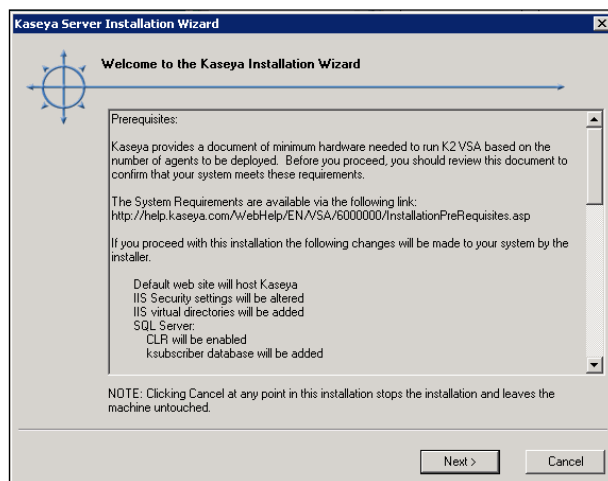 Kaseya Server Installation Wizard
Welcome to the Kaseya Installation Wizard
Prerequisites:
Kaseya provides a document of minimum hardware needed to run K2 VSA based on the
number of agents to be deployed. Before you proceed, you should review this document to
confirm that your system meets these requirements.
The System Requirements are available via the following link:
http://help.kaseya.com/WebHelp/EN/VSA/6000000/InstallationPreRequisites.asp
If you proceed with this installation the following changes will be made to your system by the
installer.
Default web site will host Kaseya
IIS Security settings will be altered
IIS virtual directories will be added
SQL Server:
CLR will be enabled
ksubscriber database will be added
NOTE: Clicking Cancel at any point in this installation stops the installation and leaves the
machine untouched.
Next >
Cancel